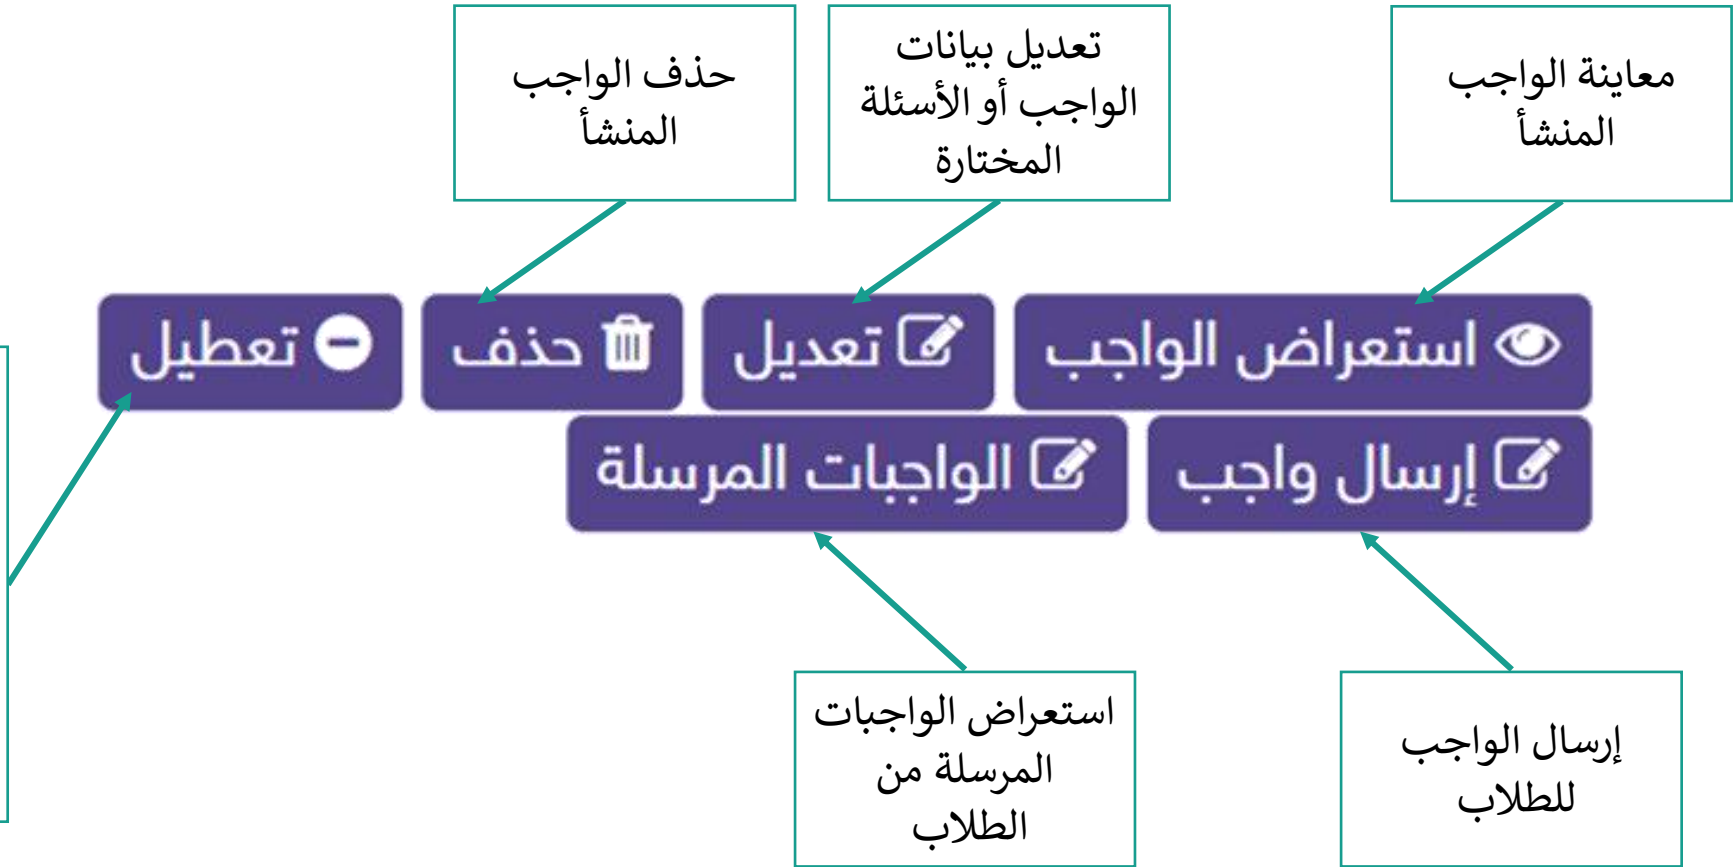 معاينة الواجب
المنشأ
تعديل بيانات
الواجب أو الأسئلة
المختارة
حذف الواجب
المنشأ
استعراض الواجب
تعديل
حذف
تعطيل
إرسال واجب
الواجبات المرسلة
إرسال الواجب
للطلاب
استعراض الواجبات
المرسلة من
الطلاب